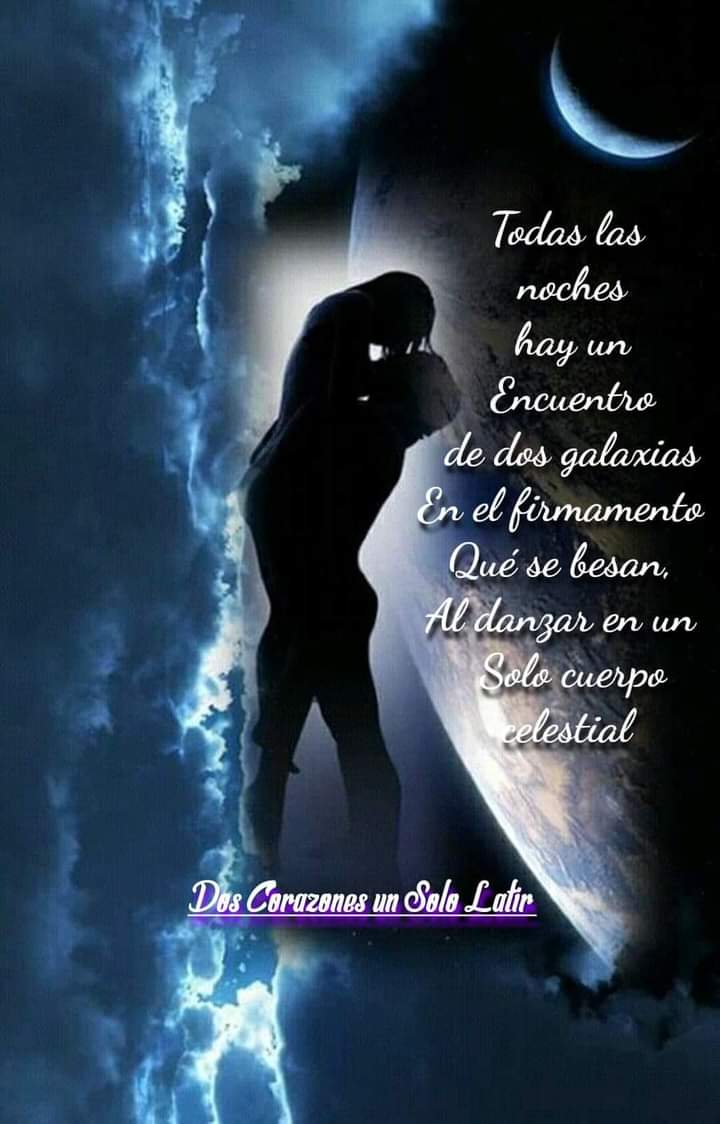 Todas las
noches
hay un
Encuentro
de dos galaxias
En el firmamento
Qué se besan,
Al danzar en un
Solo cuerpo
celestial
Dos Corazones un Solo Latir